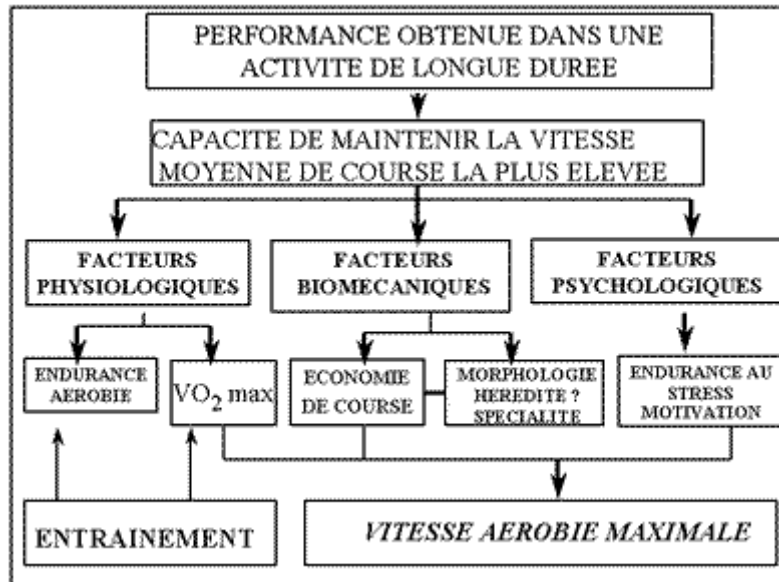 PERFORMANCE OBTENUE DANS UNE
ACTIVITE DE LONGUE DUREE
CAPACITE DE MAINTENIR LA VITESSE
MOYENNE DE COURSE LA PLUS ELEVEE
FACTEURS
PHYSIOLOGIQUES
FACTEURS
BIOMECANIQUES
FACTEURS
PSYCHOLOGIQUES
ENDURANCE
AEROBIE
VO2 max
ECONOMIE
DE COURSE
MORPHOLOGIE
HEREDITE ?
SPECIALITE
ENDURANCE AU
STRESS
MOTIVATION
ENTRAINEMENT
VITESSE AEROBIE MAXIMALE